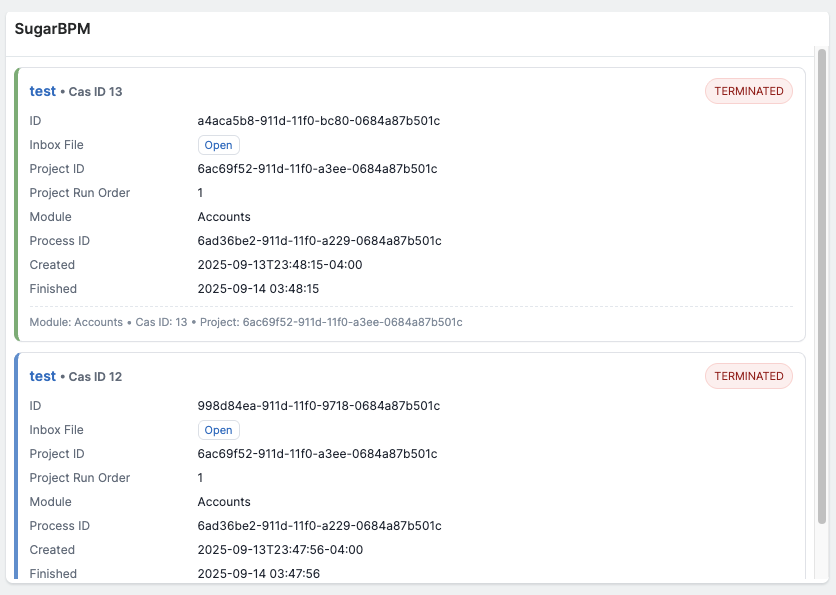 SugarBPM
test • Cas ID 13 TERMINATED
ID a4aca5b8-911d-11f0-bc80-0684a87b501c
Inbox File Open
Project ID 6ac69f52-911d-11f0-a3ee-0684a87b501c
Project Run Order 1
Module Accounts
Process ID 6ad36be2-911d-11f0-a229-0684a87b501c
Created 2025-09-13T23:48:15-04:00
Finished 2025-09-14 03:48:15
Module: Accounts • Cas ID: 13 • Project: 6ac69f52-911d-11f0-a3ee-0684a87b501c
test • Cas ID 12 TERMINATED
ID 998d84ea-911d-11f0-9718-0684a87b501c
Inbox File Open
Project ID 6ac69f52-911d-11f0-a3ee-0684a87b501c
Project Run Order 1
Module Accounts
Process ID 6ad36be2-911d-11f0-a229-0684a87b501c
Created 2025-09-13T23:47:56-04:00
Finished 2025-09-14 03:47:56